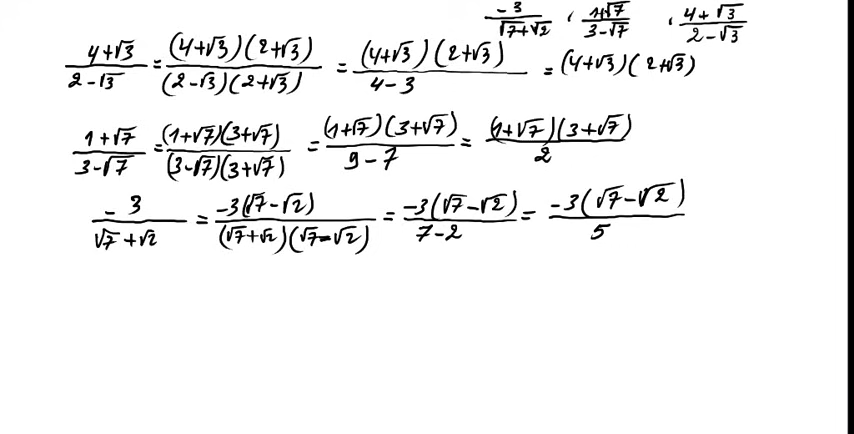 -3/(√7+√2) , (1+√7)/(3-√7) , (4+√3)/(2-√3)
(4+√3)/(2-√3) = (4+√3)(2+√3)/(2-√3)(2+√3) = (4+√3)(2+√3)/(4-3) = (4+√3)(2+√3)
(1+√7)/(3-√7) = (1+√7)(3+√7)/(3-√7)(3+√7) = (1+√7)(3+√7)/(9-7) = (1+√7)(3+√7)/2
-3/(√7+√2) = -3(√7-√2)/(√7+√2)(√7-√2) = -3(√7-√2)/(7-2) = -3(√7-√2)/5